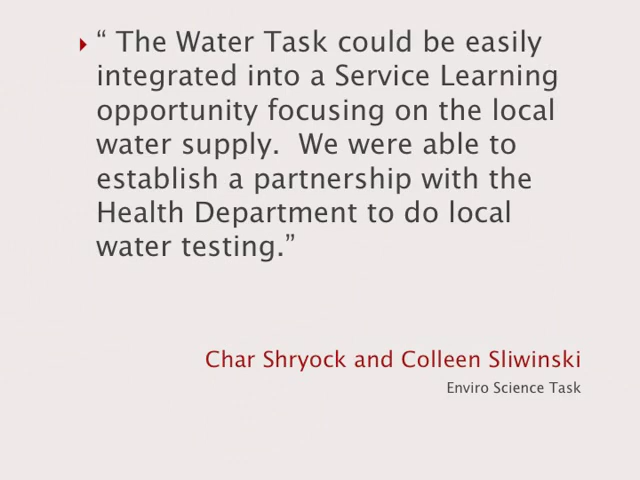 “ The Water Task could be easily
integrated into a Service Learning
opportunity focusing on the local
water supply.  We were able to
establish a partnership with the
Health Department to do local
water testing.”
Char Shryock and Colleen Sliwinski
Enviro Science Task